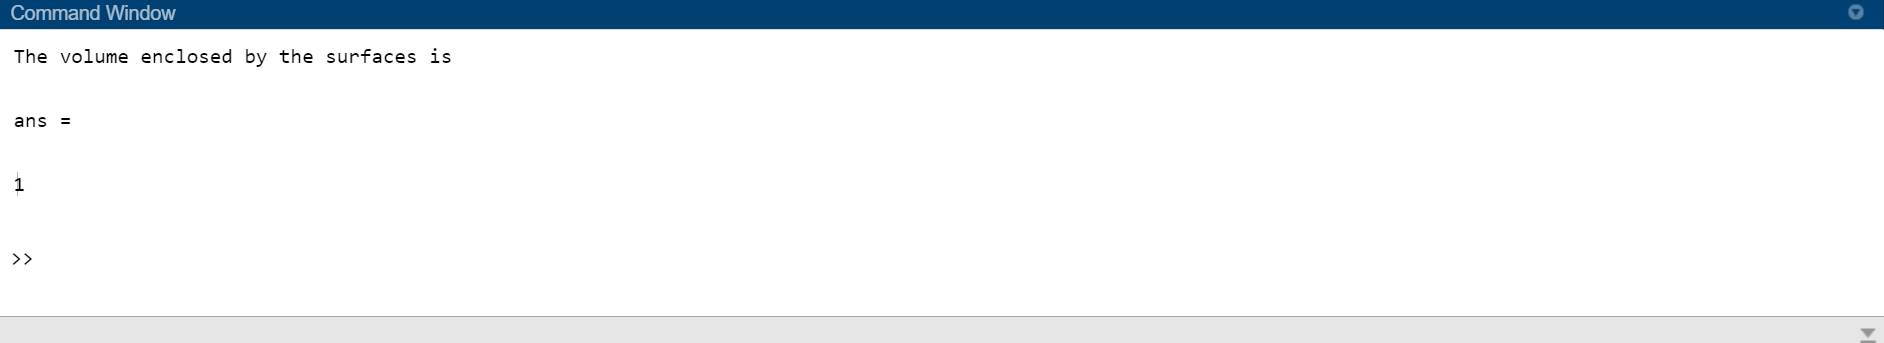 Command Window
The volume enclosed by the surfaces is
ans =
1
>>